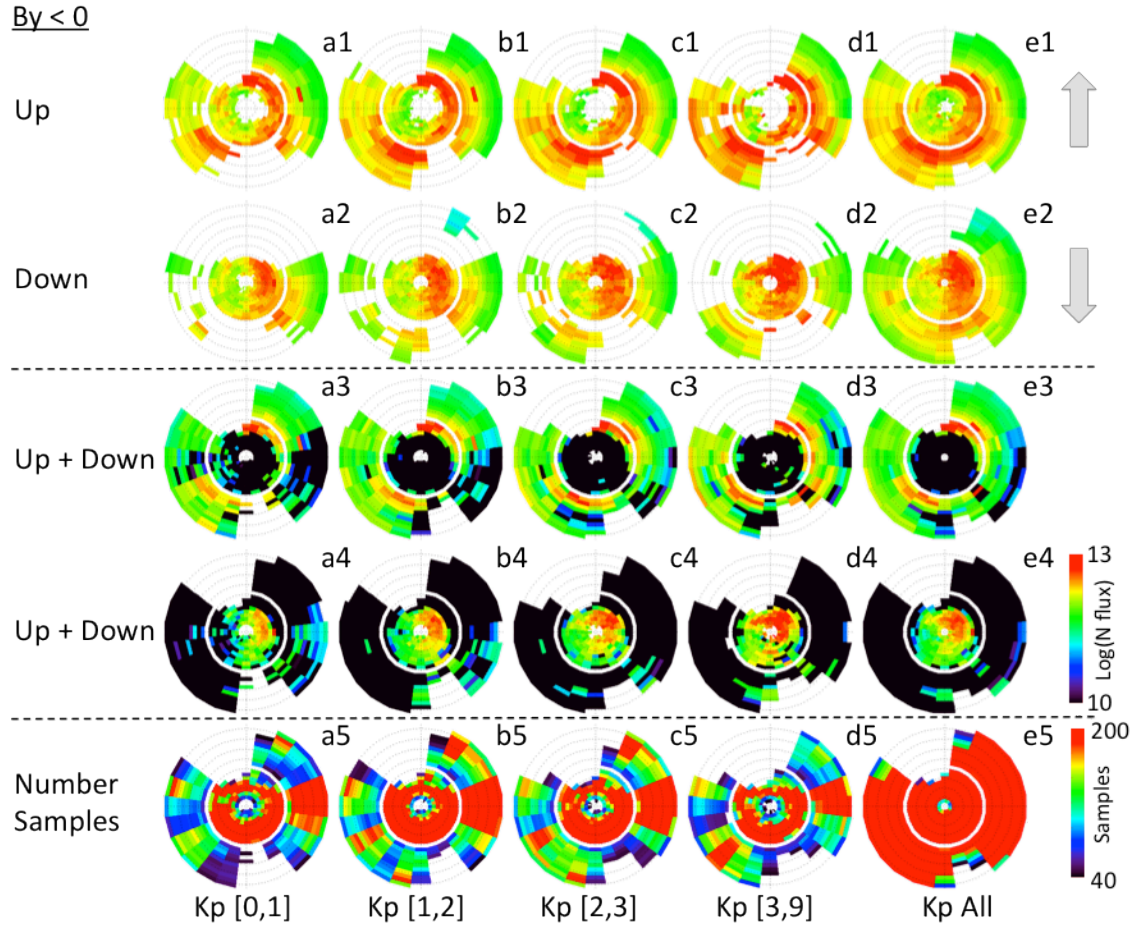 By < 0
a1 b1 c1 d1 e1
Up
a2 b2 c2 d2 e2
Down
a3 b3 c3 d3 e3
Up + Down
a4 b4 c4 d4 e4
13
Up + Down
Log(N flux)
10
a5 b5 c5 d5 e5
200
Number
Samples
Samples
40
Kp [0,1] Kp [1,2] Kp [2,3] Kp [3,9] Kp All